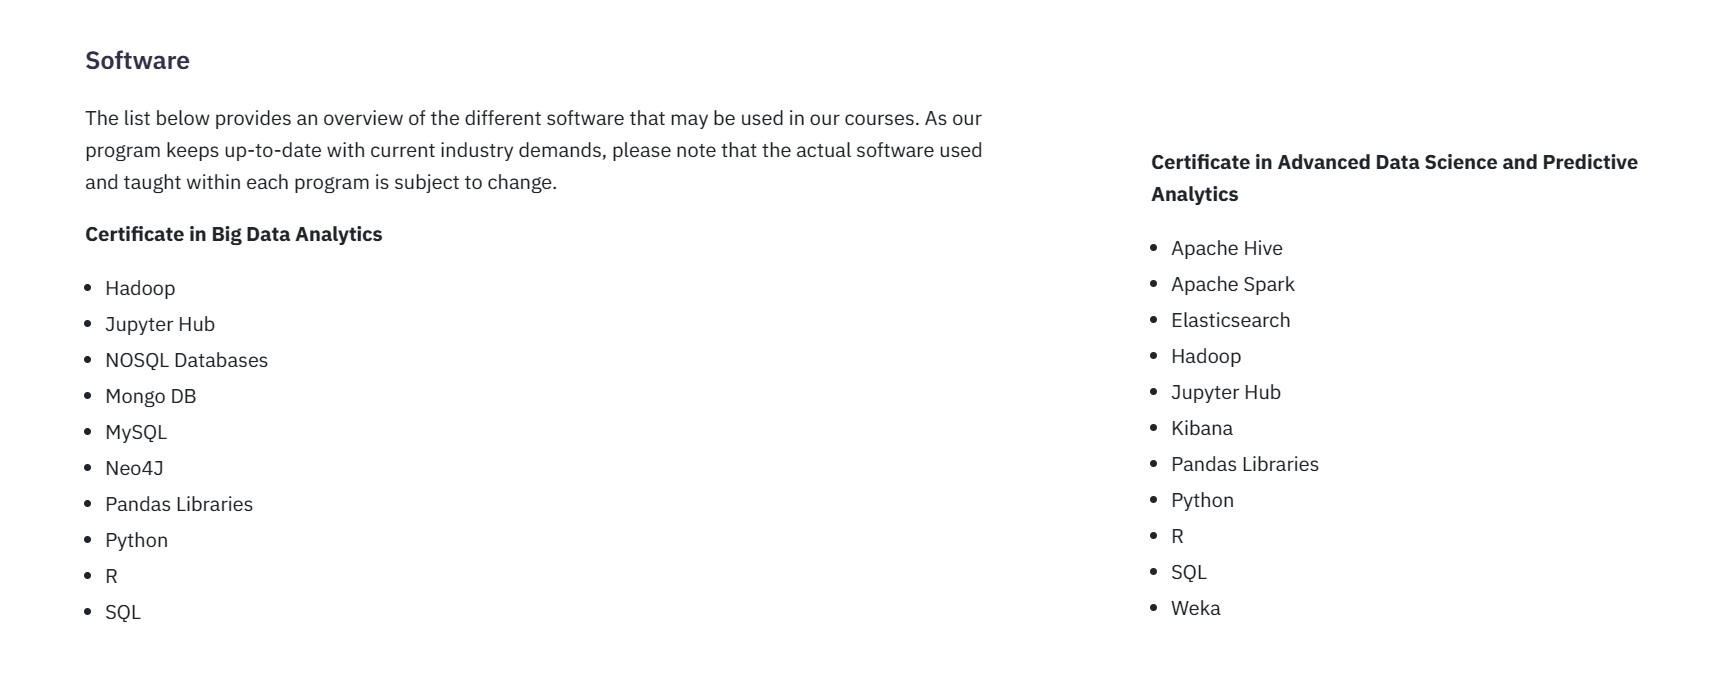 Software
The list below provides an overview of the different software that may be used in our courses. As our
program keeps up-to-date with current industry demands, please note that the actual software used
and taught within each program is subject to change.
Certificate in Big Data Analytics
Hadoop
Jupyter Hub
NOSQL Databases
Mongo DB
MySQL
Neo4J
Pandas Libraries
Python
R
SQL
Certificate in Advanced Data Science and Predictive
Analytics
Apache Hive
Apache Spark
Elasticsearch
Hadoop
Jupyter Hub
Kibana
Pandas Libraries
Python
R
SQL
Weka